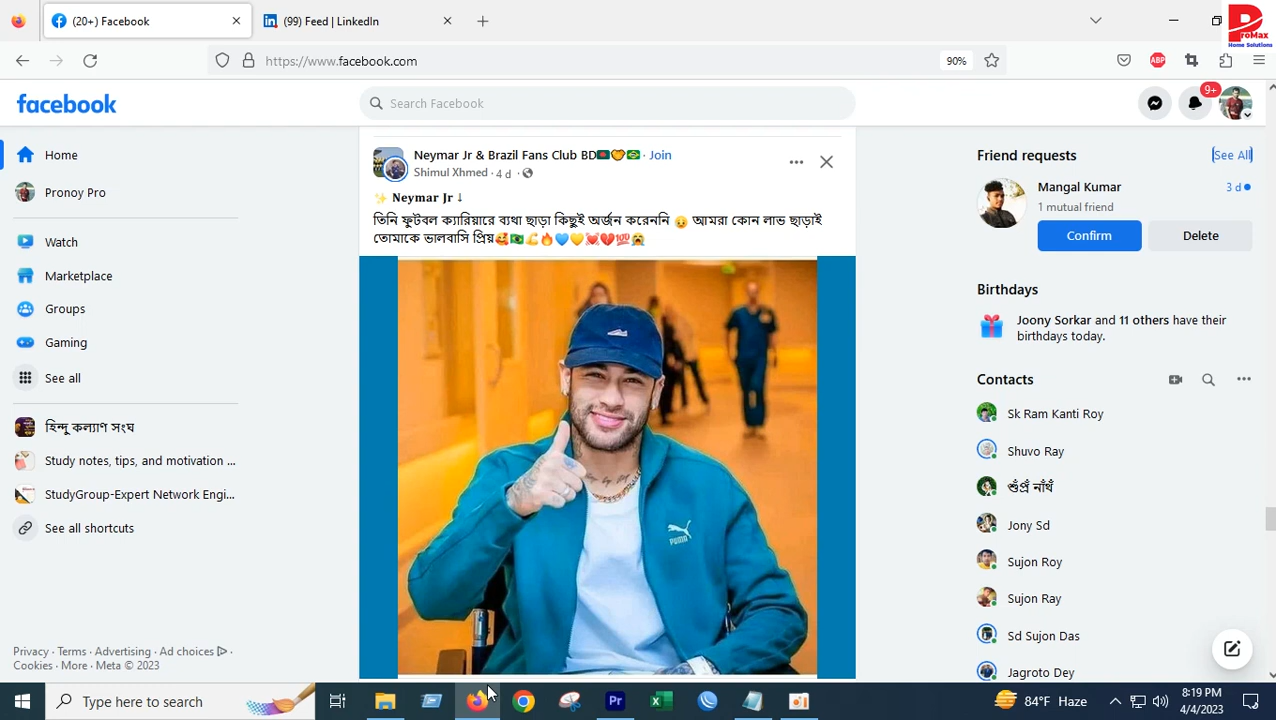 (20+) Facebook
(99) Feed | LinkedIn
ProMax
Home Solutions
https://www.facebook.com
90%
ABP
facebook
Search Facebook
9+
Home
Pronoy Pro
Watch
Marketplace
Groups
Gaming
See all
হিন্দু কল্যাণ সংঘ
Study notes, tips, and motivation ...
StudyGroup-Expert Network Engi...
See all shortcuts
Privacy · Terms · Advertising · Ad choices ·
Cookies · More · Meta © 2023
Neymar Jr & Brazil Fans Club BD🇧🇩🤝🇧🇷 · Join
Shimul Xhmed · 4 d ·
✨ Neymar Jr ↓
তিনি ফুটবল ক্যারিয়ারে ব্যথা ছাড়া কিছুই অর্জন করেননি 😥 আমরা কোন লাভ ছাড়াই
তোমাকে ভালবাসি প্রিয়🥰🇧🇷💪🔥💙💛💓💔💯😭
PUMA
Friend requests
See All
Mangal Kumar
3 d
1 mutual friend
Confirm
Delete
Birthdays
Joony Sorkar and 11 others have their
birthdays today.
Contacts
Sk Ram Kanti Roy
Shuvo Ray
শুঁপ্রঁ নাঁথঁ
Jony Sd
Sujon Roy
Sujon Ray
Sd Sujon Das
Jagroto Dey
Type here to search
Pr
84°F Haze
8:19 PM
4/4/2023